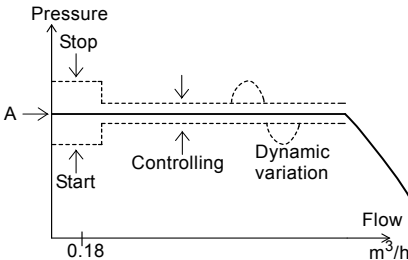 Pressure
Stop
A
Controlling
Dynamic
variation
Start
Flow
0.18
m³/h